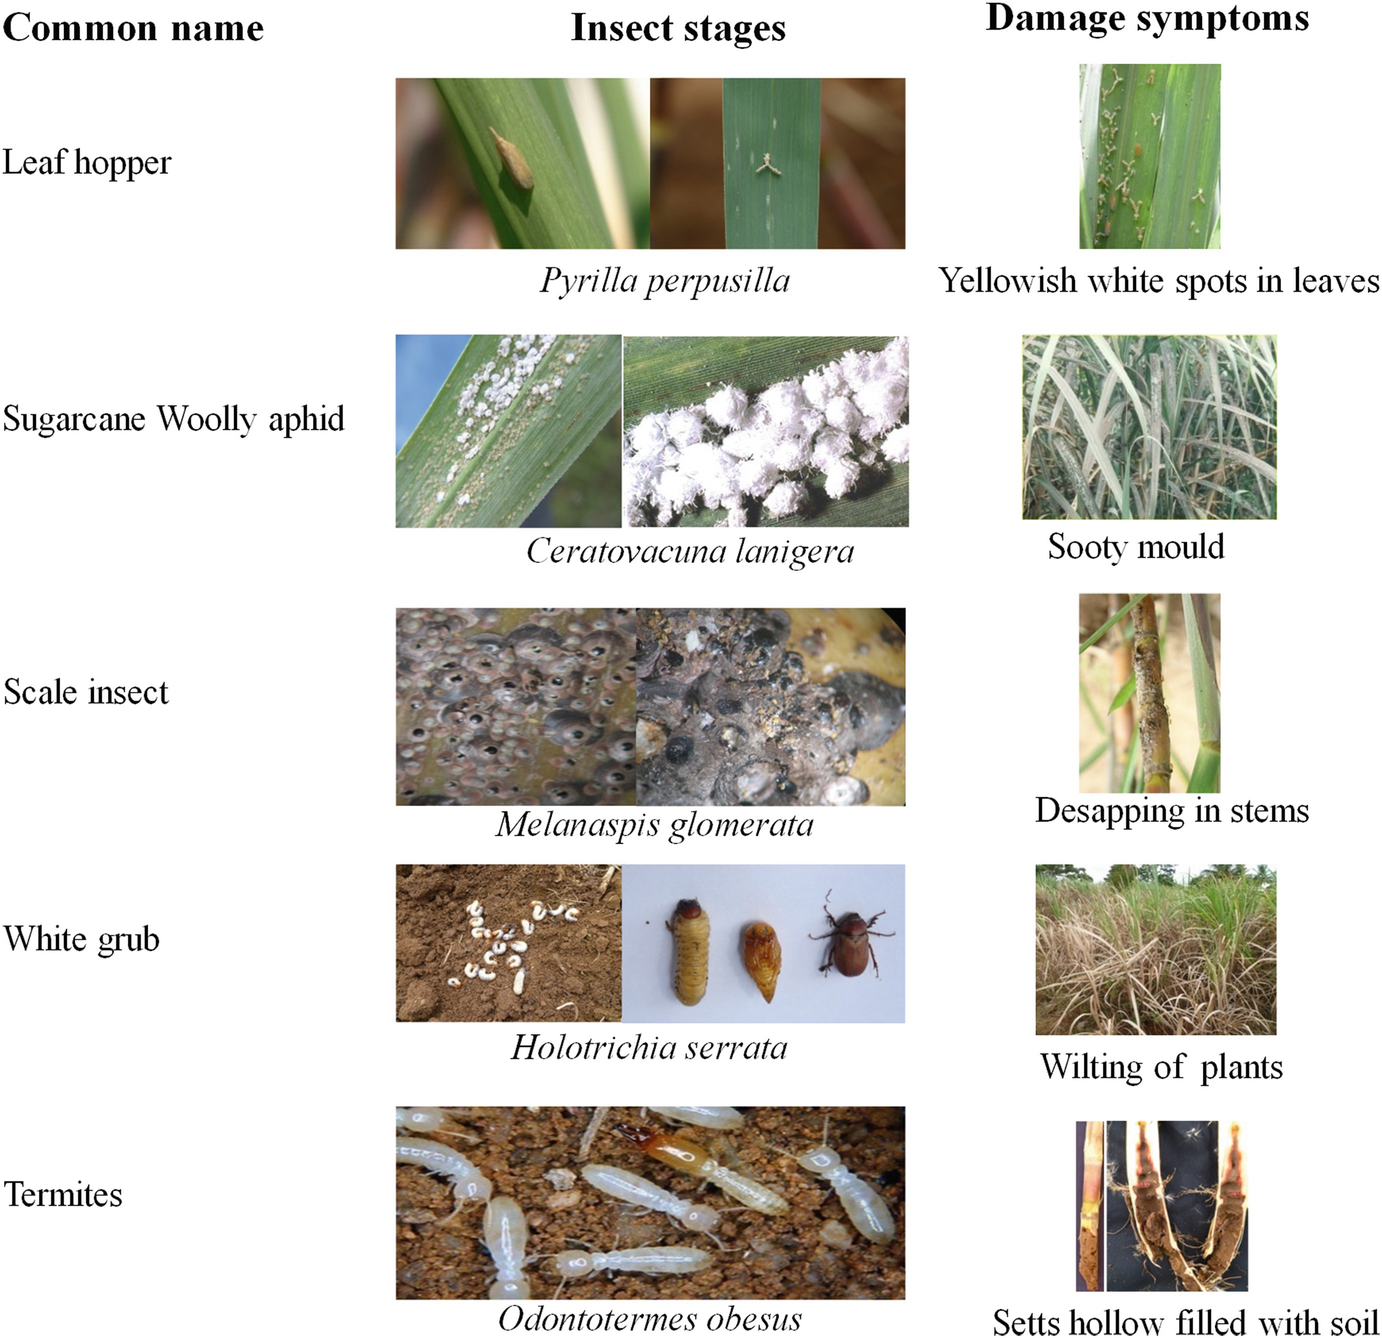 Common name Insect stages Damage symptoms
Leaf hopper
Pyrilla perpusilla Yellowish white spots in leaves
Sugarcane Woolly aphid
Ceratovacuna lanigera Sooty mould
Scale insect
Melanaspis glomerata Desapping in stems
White grub
Holotrichia serrata Wilting of plants
Termites
Odontotermes obesus Setts hollow filled with soil